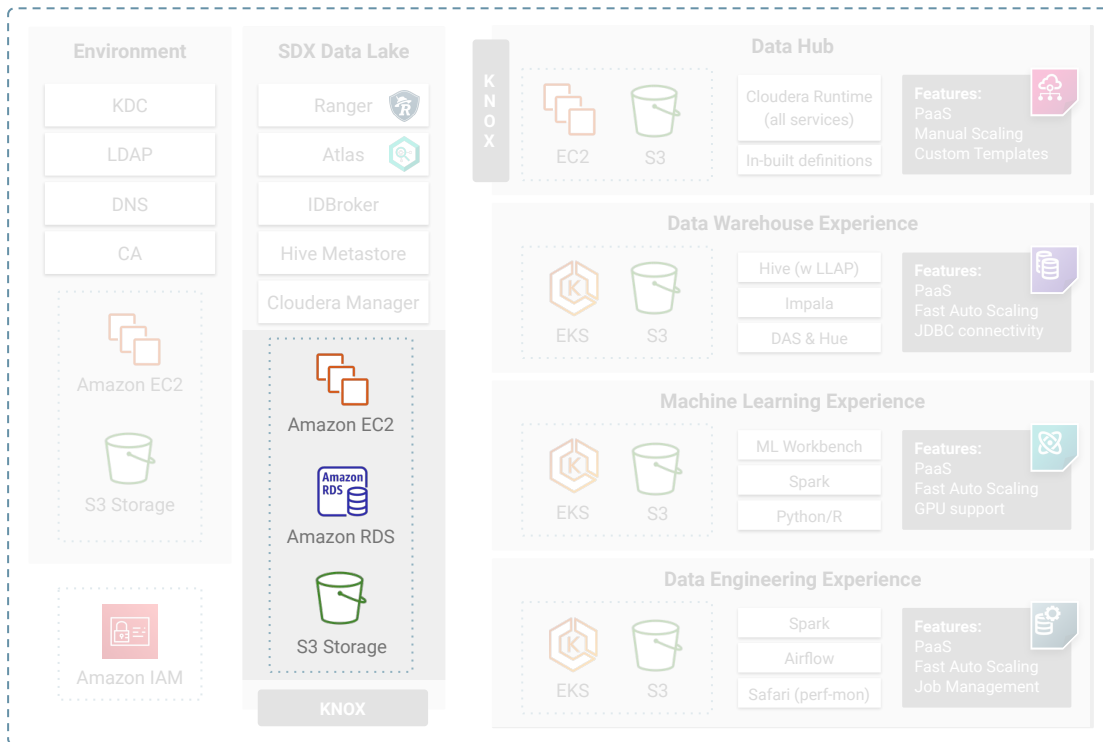 Environment
KDC
LDAP
DNS
CA
Amazon EC2
S3 Storage
Amazon IAM
SDX Data Lake
Ranger
R
Atlas
IDBroker
Hive Metastore
Cloudera Manager
Amazon EC2
Amazon
RDS
Amazon RDS
S3 Storage
KNOX
K
N
O
X
Data Hub
EC2
S3
Cloudera Runtime
(all services)
In-built definitions
Features:
PaaS
Manual Scaling
Custom Templates
Data Warehouse Experience
K
EKS
S3
Hive (w LLAP)
Impala
DAS & Hue
Features:
PaaS
Fast Auto Scaling
JDBC connectivity
Machine Learning Experience
K
EKS
S3
ML Workbench
Spark
Python/R
Features:
PaaS
Fast Auto Scaling
GPU support
Data Engineering Experience
K
EKS
S3
Spark
Airflow
Safari (perf-mon)
Features:
PaaS
Fast Auto Scaling
Job Management